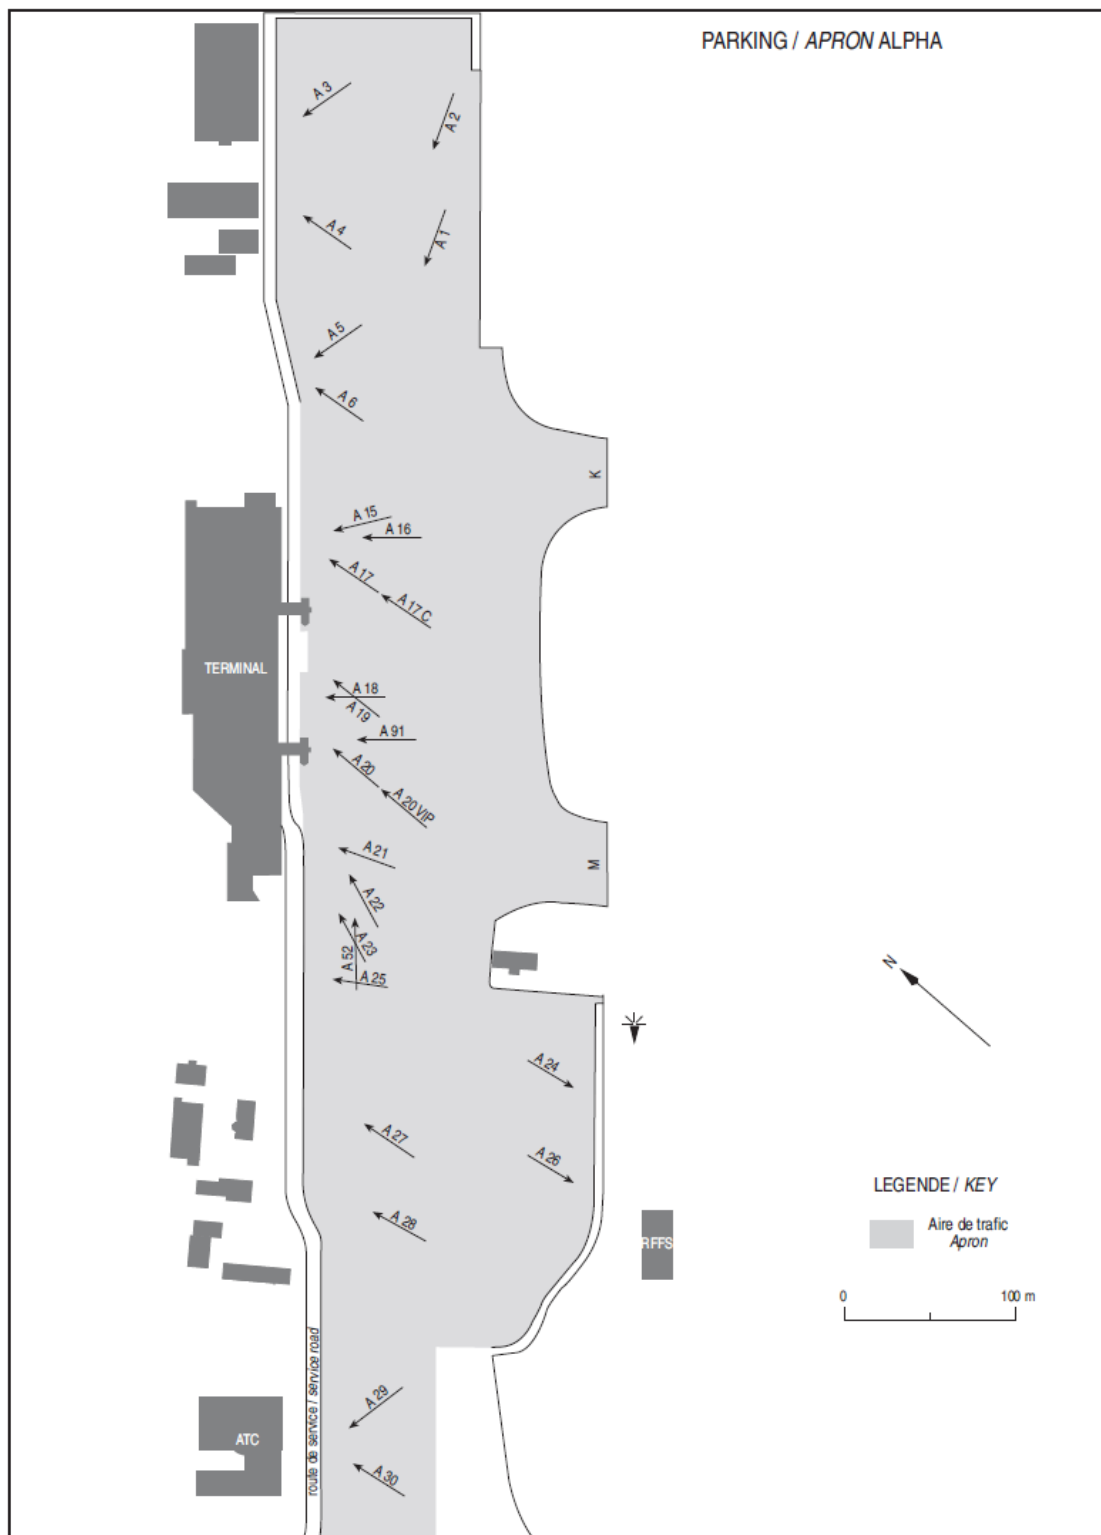 PARKING / APRON ALPHA
A 3
A 2
A 4
A 1
A 5
A 6
K
A 15
A 16
A 17
A 17 C
TERMINAL
A 18
A 19
A 91
A 20
A 20 VIP
A 21
M
A 22
A 23
A 52
A 25
N
A 24
A 27
A 26
LEGENDE / KEY
A 28
Aire de trafic
Apron
RFFS
0 100 m
route de service / service road
A 29
ATC
A 30